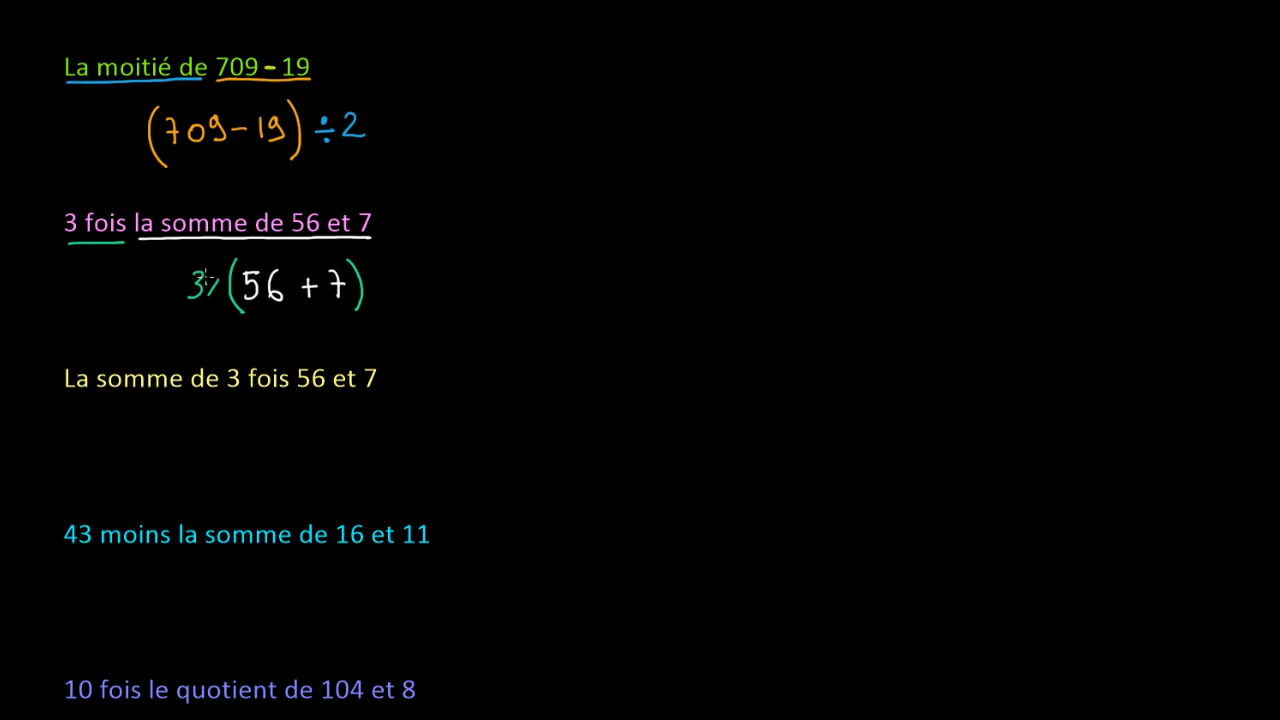 La moitié de 709 - 19
(709 - 19) ÷ 2
3 fois la somme de 56 et 7
3× (56 + 7)
La somme de 3 fois 56 et 7
43 moins la somme de 16 et 11
10 fois le quotient de 104 et 8